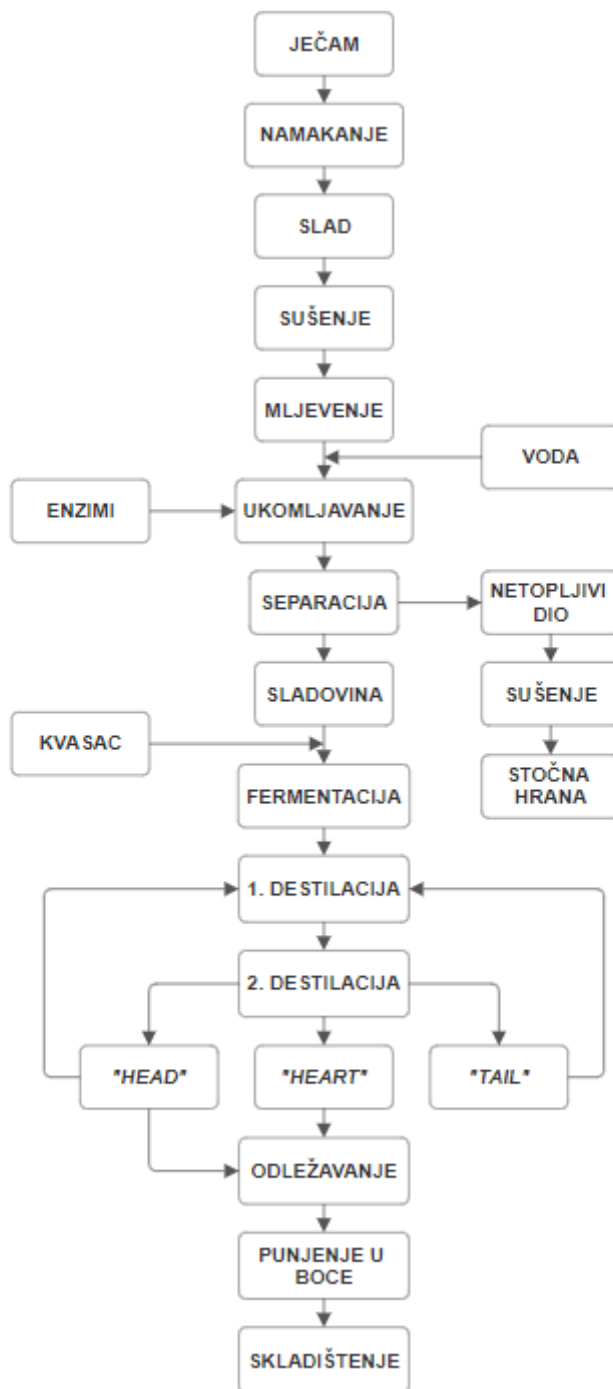 JEČAM
NAMAKANJE
SLAD
SUŠENJE
MLJEVENJE
VODA
ENZIMI
UKOMLJAVANJE
SEPARACIJA
NETOPLJIVI
DIO
SLADOVINA
SUŠENJE
KVASAC
STOČNA
HRANA
FERMENTACIJA
1. DESTILACIJA
2. DESTILACIJA
"HEAD"
"HEART"
"TAIL"
ODLEŽAVANJE
PUNJENJE U
BOCE
SKLADIŠTENJE